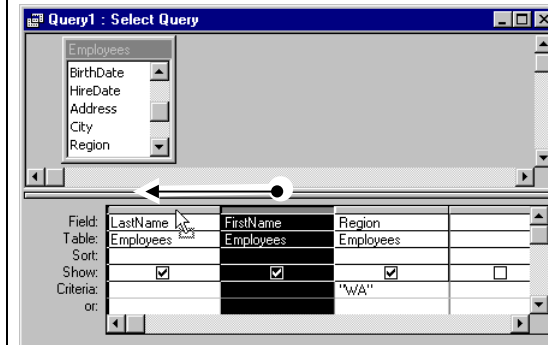 Query1 : Select Query
Employees
BirthDate
HireDate
Address
City
Region
Field: LastName FirstName Region
Table: Employees Employees Employees
Sort:
Show:
Criteria: "WA"
or: